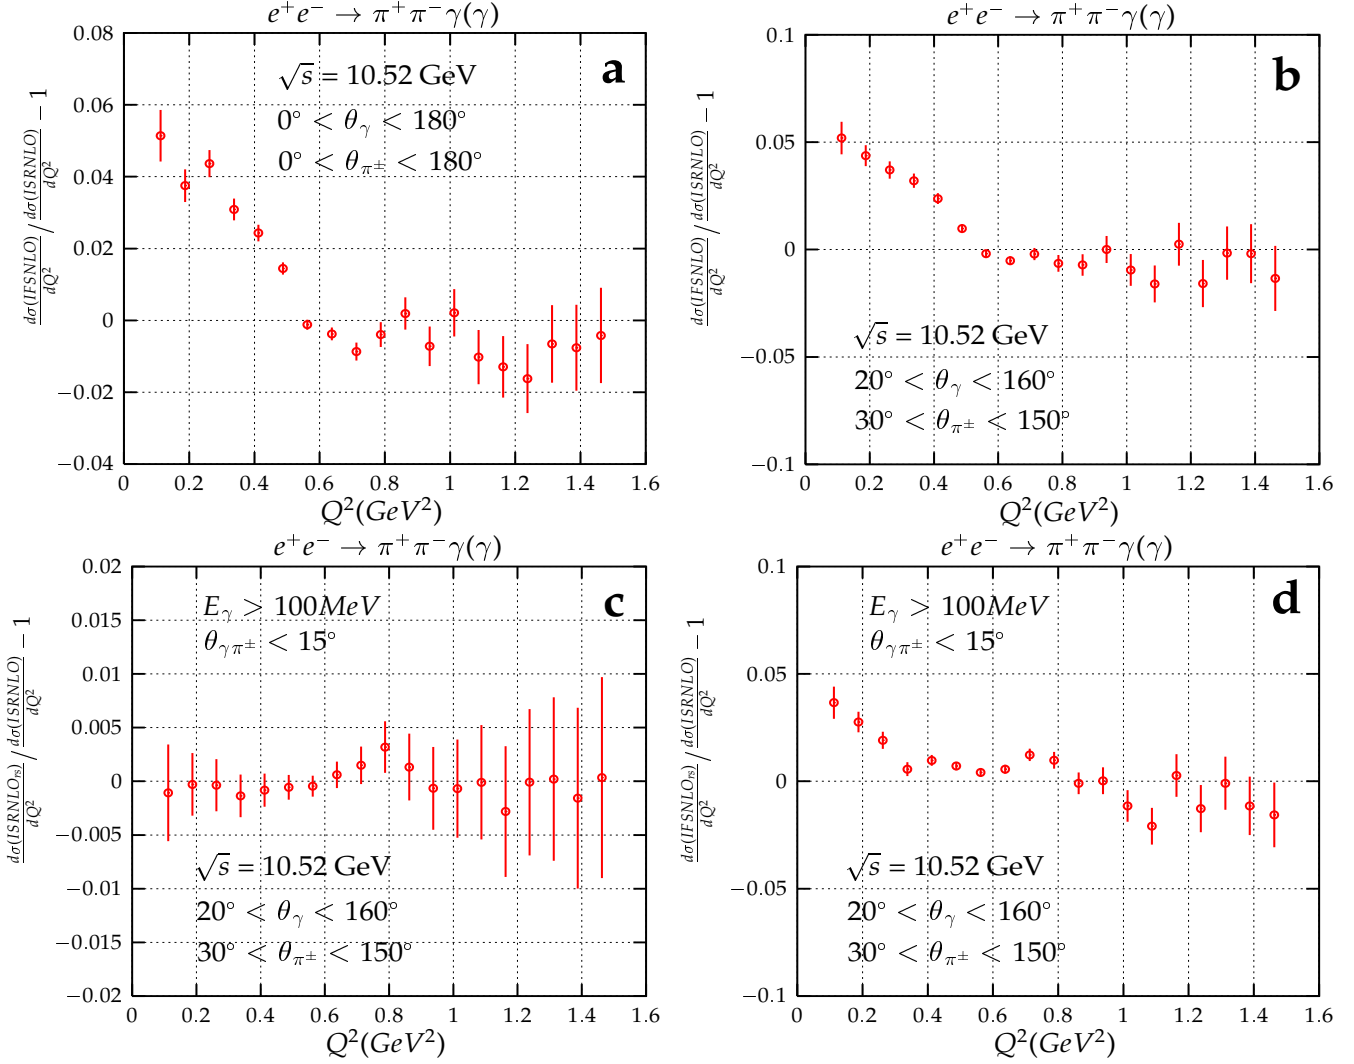 e⁺e⁻ → π⁺π⁻γ(γ)
a
√s = 10.52 GeV
0° < θγ < 180°
0° < θπ± < 180°
dσ(IFSNLO)/dQ² / dσ(ISRNLO)/dQ² − 1
0.08
0.06
0.04
0.02
0
−0.02
−0.04
0 0.2 0.4 0.6 0.8 1 1.2 1.4 1.6
Q²(GeV²)
e⁺e⁻ → π⁺π⁻γ(γ)
b
dσ(IFSNLO)/dQ² / dσ(ISRNLO)/dQ² − 1
0.1
0.05
0
−0.05
−0.1
√s = 10.52 GeV
20° < θγ < 160°
30° < θπ± < 150°
0 0.2 0.4 0.6 0.8 1 1.2 1.4 1.6
Q²(GeV²)
e⁺e⁻ → π⁺π⁻γ(γ)
c
Eγ > 100MeV
θγπ± < 15°
dσ(ISRNLOrs)/dQ² / dσ(ISRNLO)/dQ² − 1
0.02
0.015
0.01
0.005
0
−0.005
−0.01
−0.015
−0.02
√s = 10.52 GeV
20° < θγ < 160°
30° < θπ± < 150°
0 0.2 0.4 0.6 0.8 1 1.2 1.4 1.6
Q²(GeV²)
e⁺e⁻ → π⁺π⁻γ(γ)
d
Eγ > 100MeV
θγπ± < 15°
dσ(IFSNLOrs)/dQ² / dσ(ISRNLO)/dQ² − 1
0.1
0.05
0
−0.05
−0.1
√s = 10.52 GeV
20° < θγ < 160°
30° < θπ± < 150°
0 0.2 0.4 0.6 0.8 1 1.2 1.4 1.6
Q²(GeV²)